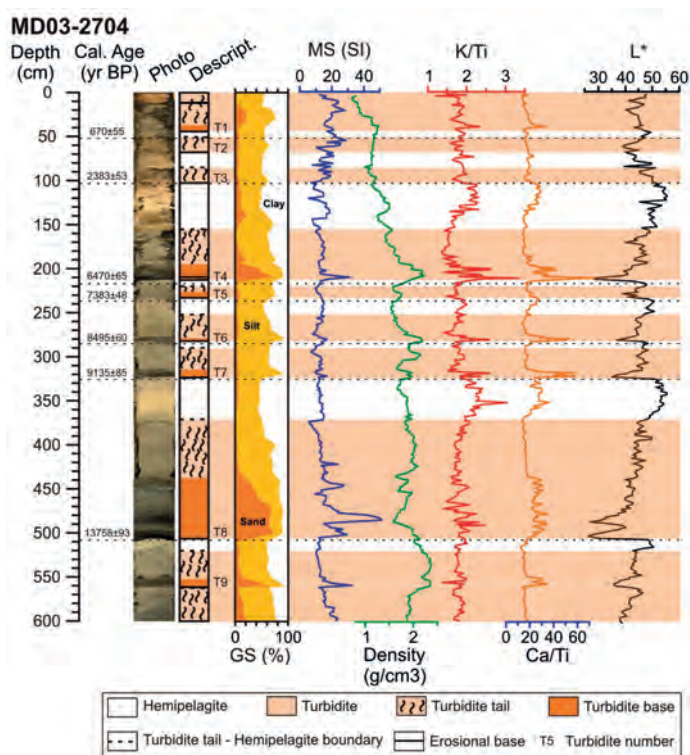 MD03-2704
Depth (cm)
Cal. Age (yr BP)
Photo
Descript.
MS (SI)
K/Ti
L*
0 20 40
1 2 3
30 40 50 60
0
50
100
150
200
250
300
350
400
450
500
550
600
670±55
2383±53
6470±65
7383±48
8495±60
9135±85
13758±93
T1
T2
T3
T4
T5
T6
T7
T8
T9
Clay
Silt
Sand
0 100
GS (%)
1 2
Density
(g/cm3)
0 20 40 60
Ca/Ti
Hemipelagite
Turbidite
Turbidite tail
Turbidite base
Turbidite tail - Hemipelagite boundary
Erosional base
T5 Turbidite number